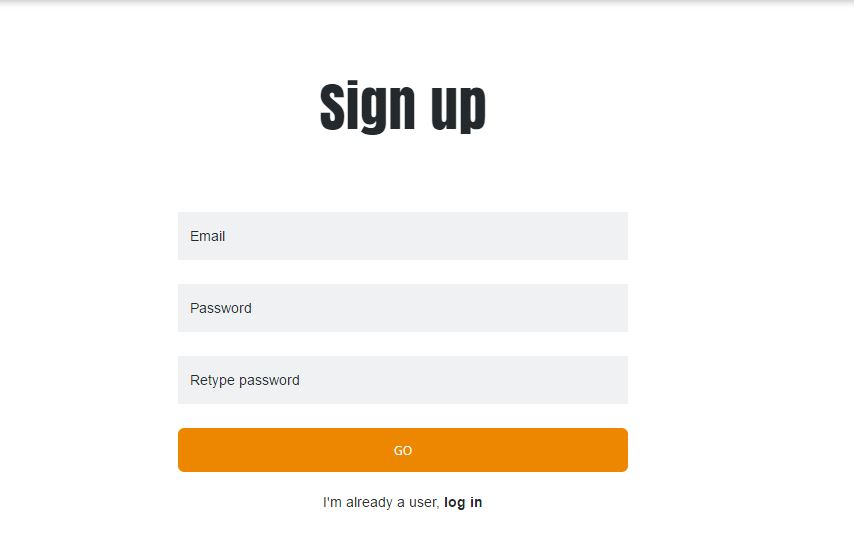 Sign up
Email
Password
Retype password
GO
I'm already a user, log in